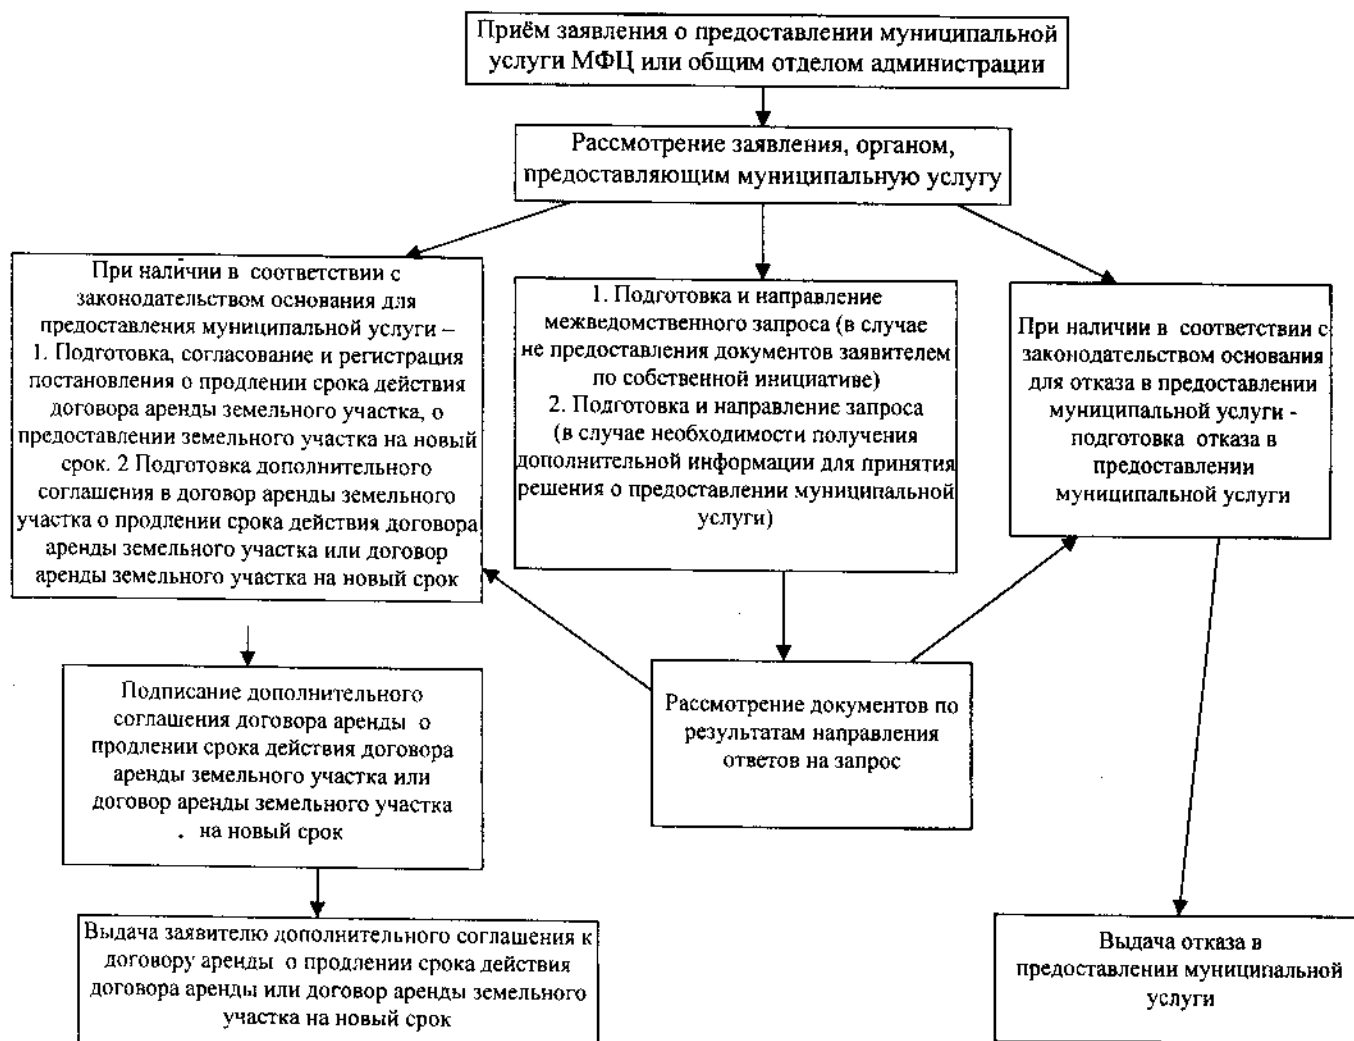 Приём заявления о предоставлении муниципальной
услуги МФЦ или общим отделом администрации
Рассмотрение заявления, органом,
предоставляющим муниципальную услугу
При наличии в соответствии с
законодательством основания для
предоставления муниципальной услуги –
1. Подготовка, согласование и регистрация
постановления о продлении срока действия
договора аренды земельного участка, о
предоставлении земельного участка на новый
срок. 2 Подготовка дополнительного
соглашения в договор аренды земельного
участка о продлении срока действия договора
аренды земельного участка или договор
аренды земельного участка на новый срок
1. Подготовка и направление
межведомственного запроса (в случае
не предоставления документов заявителем
по собственной инициативе)
2. Подготовка и направление запроса
(в случае необходимости получения
дополнительной информации для принятия
решения о предоставлении муниципальной
услуги)
При наличии в соответствии с
законодательством основания
для отказа в предоставлении
муниципальной услуги -
подготовка отказа в
предоставлении
муниципальной услуги
Подписание дополнительного
соглашения договора аренды о
продлении срока действия договора
аренды земельного участка или
договор аренды земельного участка
на новый срок
Рассмотрение документов по
результатам направления
ответов на запрос
Выдача заявителю дополнительного соглашения к
договору аренды о продлении срока действия
договора аренды или договор аренды земельного
участка на новый срок
Выдача отказа в
предоставлении муниципальной
услуги